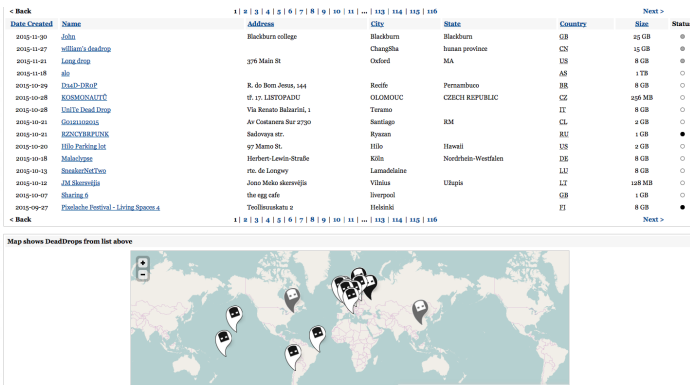 < Back 1 | 2 | 3 | 4 | 5 | 6 | 7 | 8 | 9 | 10 | 11 | ... | 113 | 114 | 115 | 116 Next >
Date Created Name Address City State Country Size Status
2015-11-30 John Blackburn college Blackburn Blackburn GB 25 GB
2015-11-27 william's deadrop ChangSha hunan province CN 15 GB
2015-11-21 Long drop 376 Main St Oxford MA US 8 GB
2015-11-18 slo AS 1 TB
2015-10-29 D34D-DR0P R. do Bom Jesus, 144 Recife Pernambuco BR 8 GB
2015-10-28 KOSMONAUTŮ tř. 17. LISTOPADU OLOMOUC CZECH REPUBLIC CZ 256 MB
2015-10-28 UnITe Dead Drop Via Renato Balzarini, 1 Teramo IT 8 GB
2015-10-21 G0121102015 Av Costanera Sur 2730 Santiago RM CL 2 GB
2015-10-21 RZNCYBRPUNK Sadovaya str. Ryazan RU 1 GB
2015-10-20 Hilo Parking lot 97 Mamo St. Hilo Hawaii US 2 GB
2015-10-18 Malaclypse Herbert-Lewin-Straße Köln Nordrhein-Westfalen DE 8 GB
2015-10-13 SneakerNetTwo rte. de Longwy Lamadelaine LU 8 GB
2015-10-12 JM Skersvėjis Jono Meko skersvėjis Vilnius Užupis LT 128 MB
2015-10-07 Sharing 6 the egg cafe liverpool GB 1 GB
2015-09-27 Pixelache Festival - Living Spaces 4 Teollisuuskatu 2 Helsinki FI 8 GB
< Back 1 | 2 | 3 | 4 | 5 | 6 | 7 | 8 | 9 | 10 | 11 | ... | 113 | 114 | 115 | 116 Next >
Map shows DeadDrops from list above
+
-